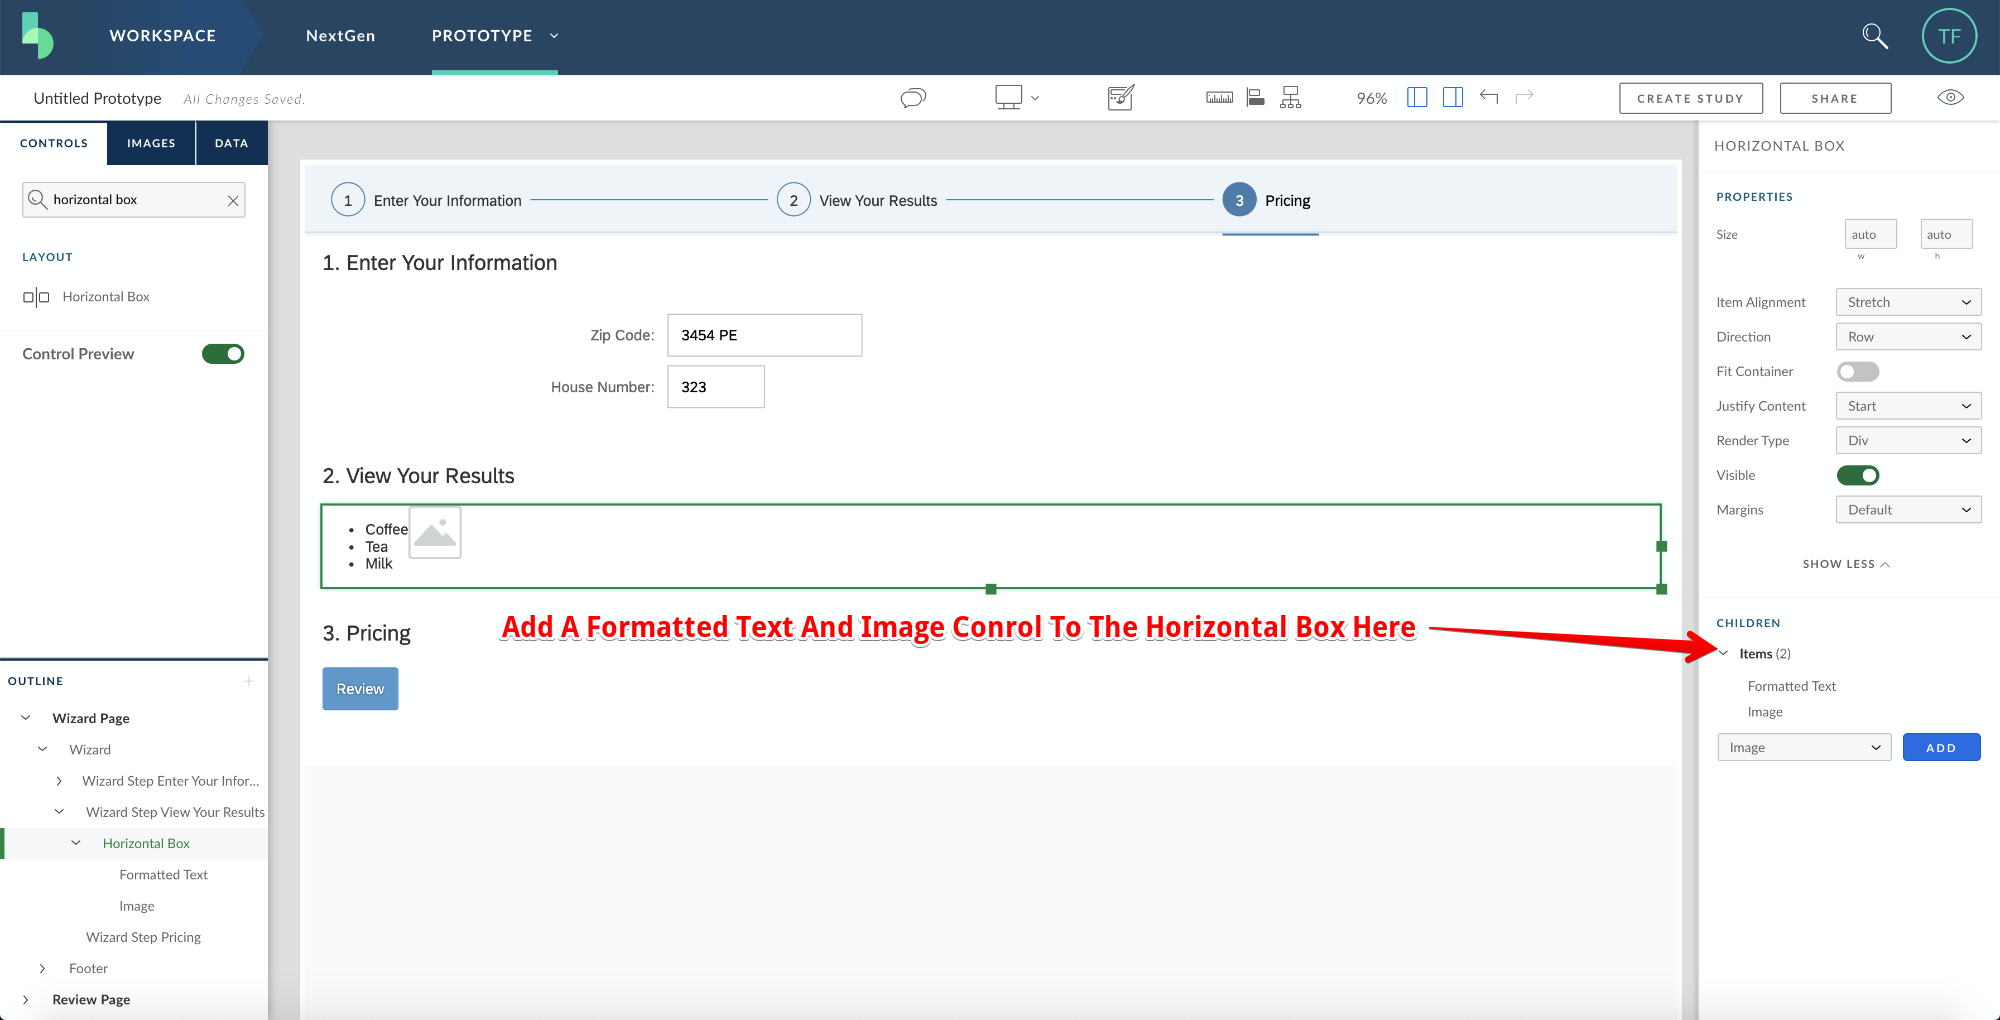 WORKSPACE
NextGen
PROTOTYPE
TF
Untitled Prototype
All Changes Saved.
96%
CREATE STUDY
SHARE
CONTROLS
IMAGES
DATA
horizontal box
LAYOUT
Horizontal Box
Control Preview
OUTLINE
Wizard Page
Wizard
Wizard Step Enter Your Infor...
Wizard Step View Your Results
Horizontal Box
Formatted Text
Image
Wizard Step Pricing
Footer
Review Page
1 Enter Your Information
2 View Your Results
3 Pricing
1. Enter Your Information
Zip Code: 3454 PE
House Number: 323
2. View Your Results
• Coffee
• Tea
• Milk
3. Pricing
Add A Formatted Text And Image Conrol To The Horizontal Box Here
Review
HORIZONTAL BOX
PROPERTIES
Size auto auto
w h
Item Alignment Stretch
Direction Row
Fit Container
Justify Content Start
Render Type Div
Visible
Margins Default
SHOW LESS
CHILDREN
Items (2)
Formatted Text
Image
Image ADD